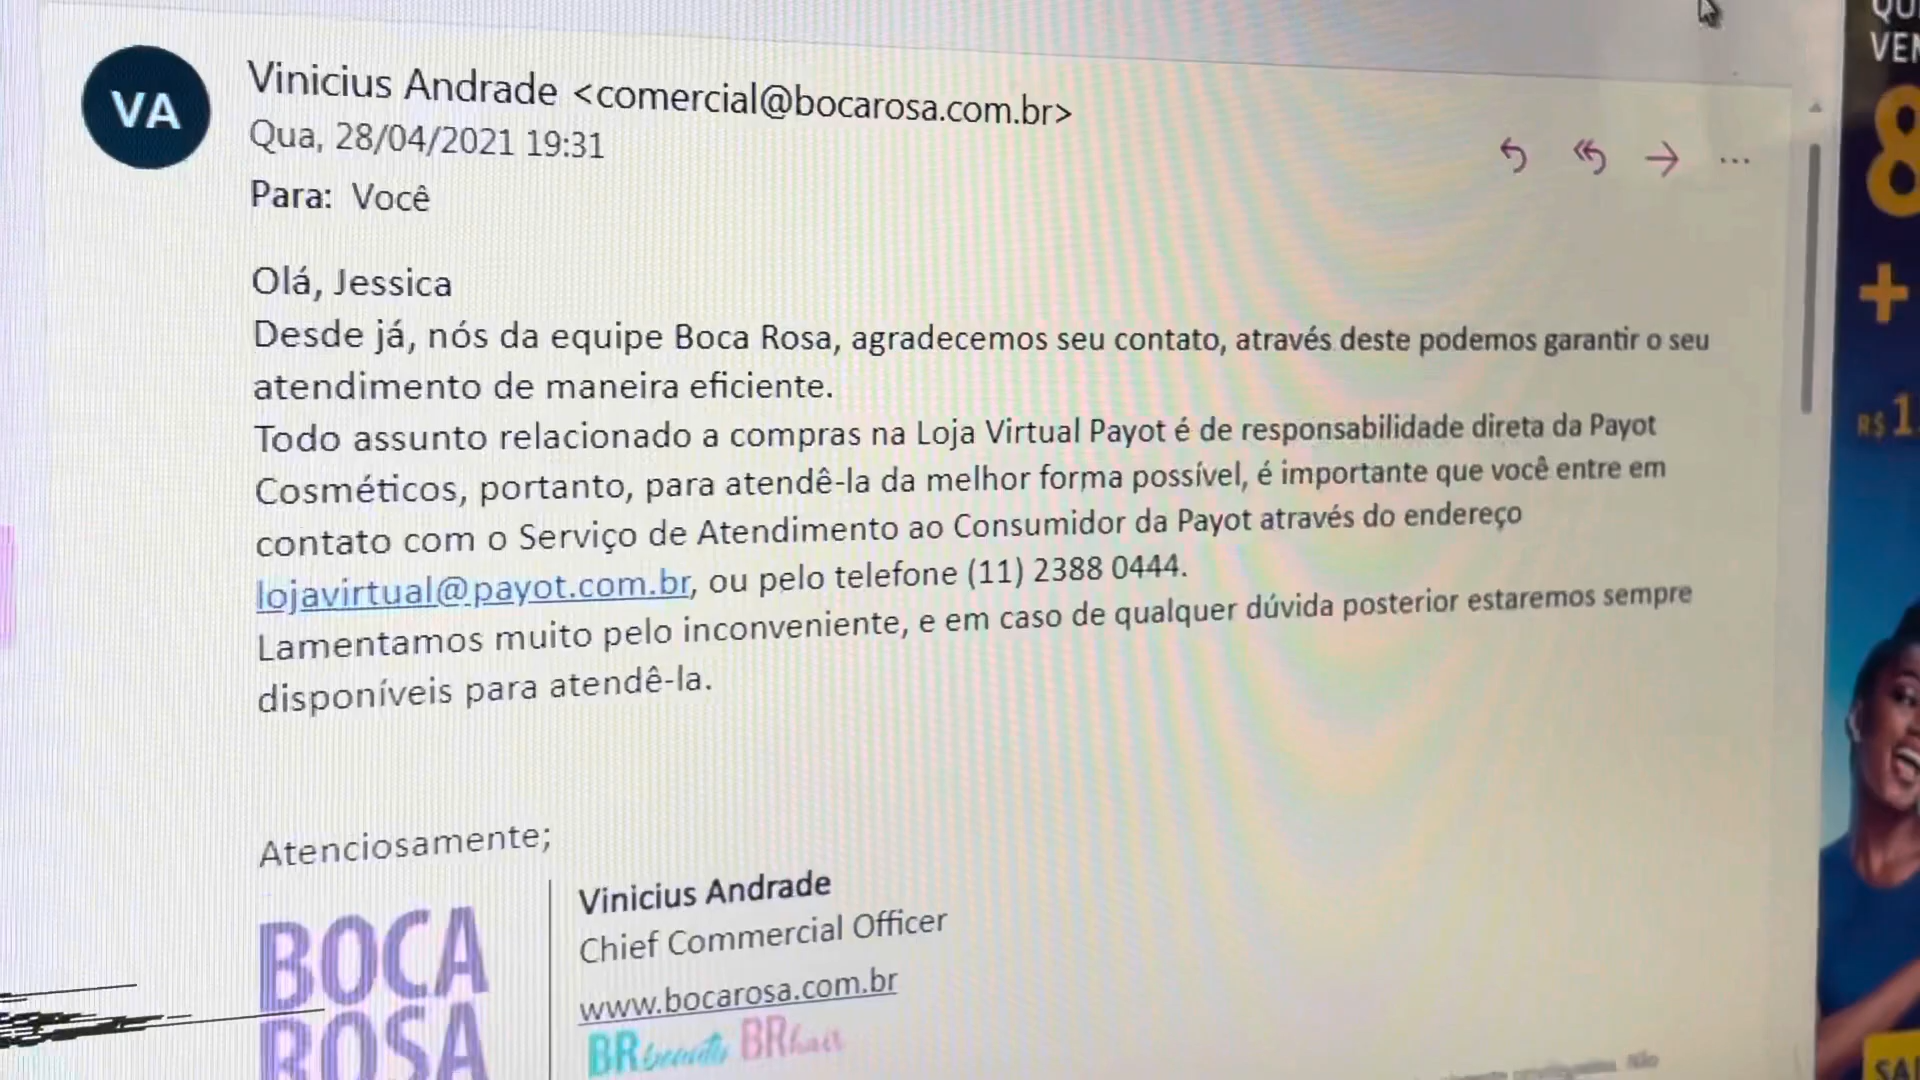 VA
Vinicius Andrade <comercial@bocarosa.com.br>
Qua, 28/04/2021 19:31
Para: Você
Olá, Jessica
Desde já, nós da equipe Boca Rosa, agradecemos seu contato, através deste podemos garantir o seu
atendimento de maneira eficiente.
Todo assunto relacionado a compras na Loja Virtual Payot é de responsabilidade direta da Payot
Cosméticos, portanto, para atendê-la da melhor forma possível, é importante que você entre em
contato com o Serviço de Atendimento ao Consumidor da Payot através do endereço
lojavirtual@payot.com.br, ou pelo telefone (11) 2388 0444.
Lamentamos muito pelo inconveniente, e em caso de qualquer dúvida posterior estaremos sempre
disponíveis para atendê-la.
Atenciosamente;
BOCA
ROSA
Vinicius Andrade
Chief Commercial Officer
www.bocarosa.com.br
BRbeauty BRhair
Não
8
+
R$ 1